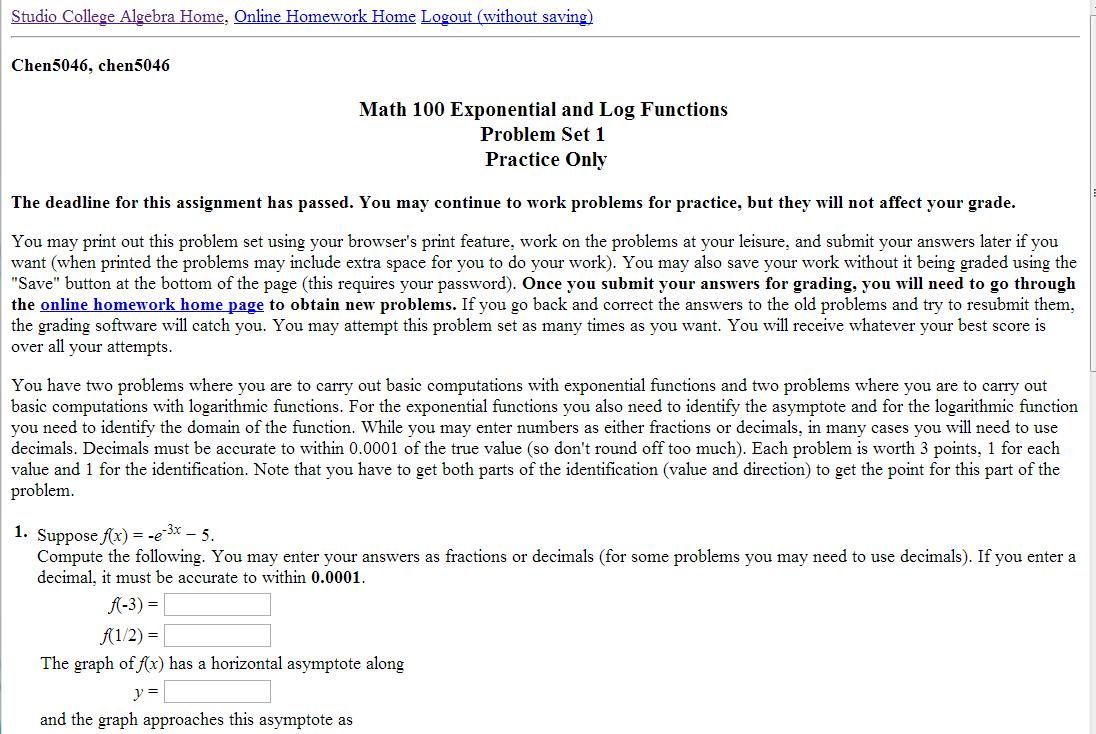 Studio College Algebra Home, Online Homework Home Logout (without saving)
Chen5046, chen5046
Math 100 Exponential and Log Functions
Problem Set 1
Practice Only
The deadline for this assignment has passed. You may continue to work problems for practice, but they will not affect your grade.
You may print out this problem set using your browser's print feature, work on the problems at your leisure, and submit your answers later if you
want (when printed the problems may include extra space for you to do your work). You may also save your work without it being graded using the
"Save" button at the bottom of the page (this requires your password). Once you submit your answers for grading, you will need to go through
the online homework home page to obtain new problems. If you go back and correct the answers to the old problems and try to resubmit them,
the grading software will catch you. You may attempt this problem set as many times as you want. You will receive whatever your best score is
over all your attempts.
You have two problems where you are to carry out basic computations with exponential functions and two problems where you are to carry out
basic computations with logarithmic functions. For the exponential functions you also need to identify the asymptote and for the logarithmic function
you need to identify the domain of the function. While you may enter numbers as either fractions or decimals, in many cases you will need to use
decimals. Decimals must be accurate to within 0.0001 of the true value (so don't round off too much). Each problem is worth 3 points, 1 for each
value and 1 for the identification. Note that you have to get both parts of the identification (value and direction) to get the point for this part of the
problem.
1. Suppose f(x) = -e^-3x − 5.
Compute the following. You may enter your answers as fractions or decimals (for some problems you may need to use decimals). If you enter a
decimal, it must be accurate to within 0.0001.
f(-3) =
f(1/2) =
The graph of f(x) has a horizontal asymptote along
y =
and the graph approaches this asymptote as